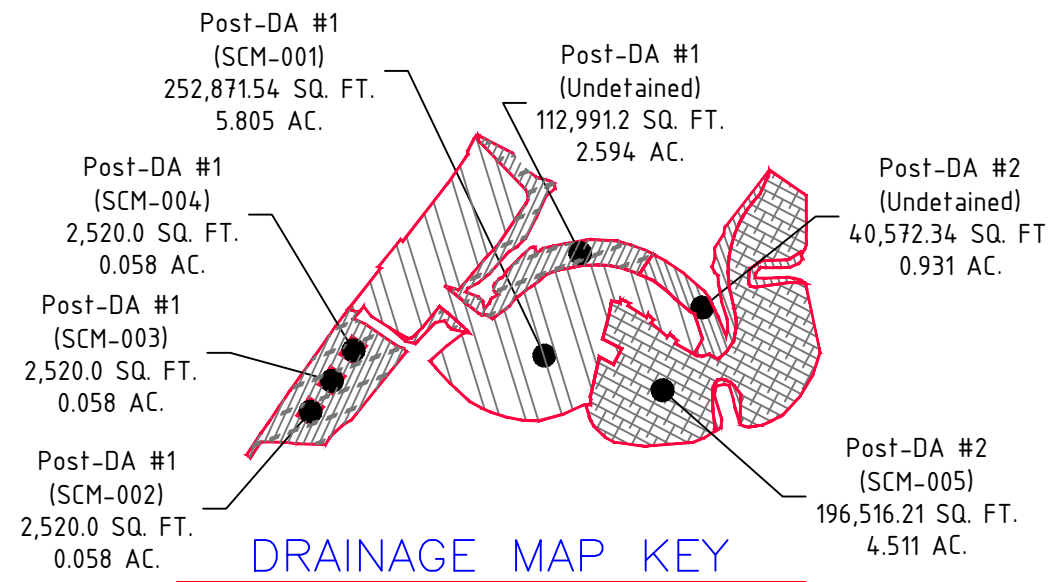 Post-DA #1
(SCM-001)
252,871.54 SQ. FT.
5.805 AC.
Post-DA #1
(Undetained)
112,991.2 SQ. FT.
2.594 AC.
Post-DA #1
(SCM-004)
2,520.0 SQ. FT.
0.058 AC.
Post-DA #2
(Undetained)
40,572.34 SQ. FT
0.931 AC.
Post-DA #1
(SCM-003)
2,520.0 SQ. FT.
0.058 AC.
Post-DA #1
(SCM-002)
2,520.0 SQ. FT.
0.058 AC.
Post-DA #2
(SCM-005)
196,516.21 SQ. FT.
4.511 AC.
DRAINAGE MAP KEY